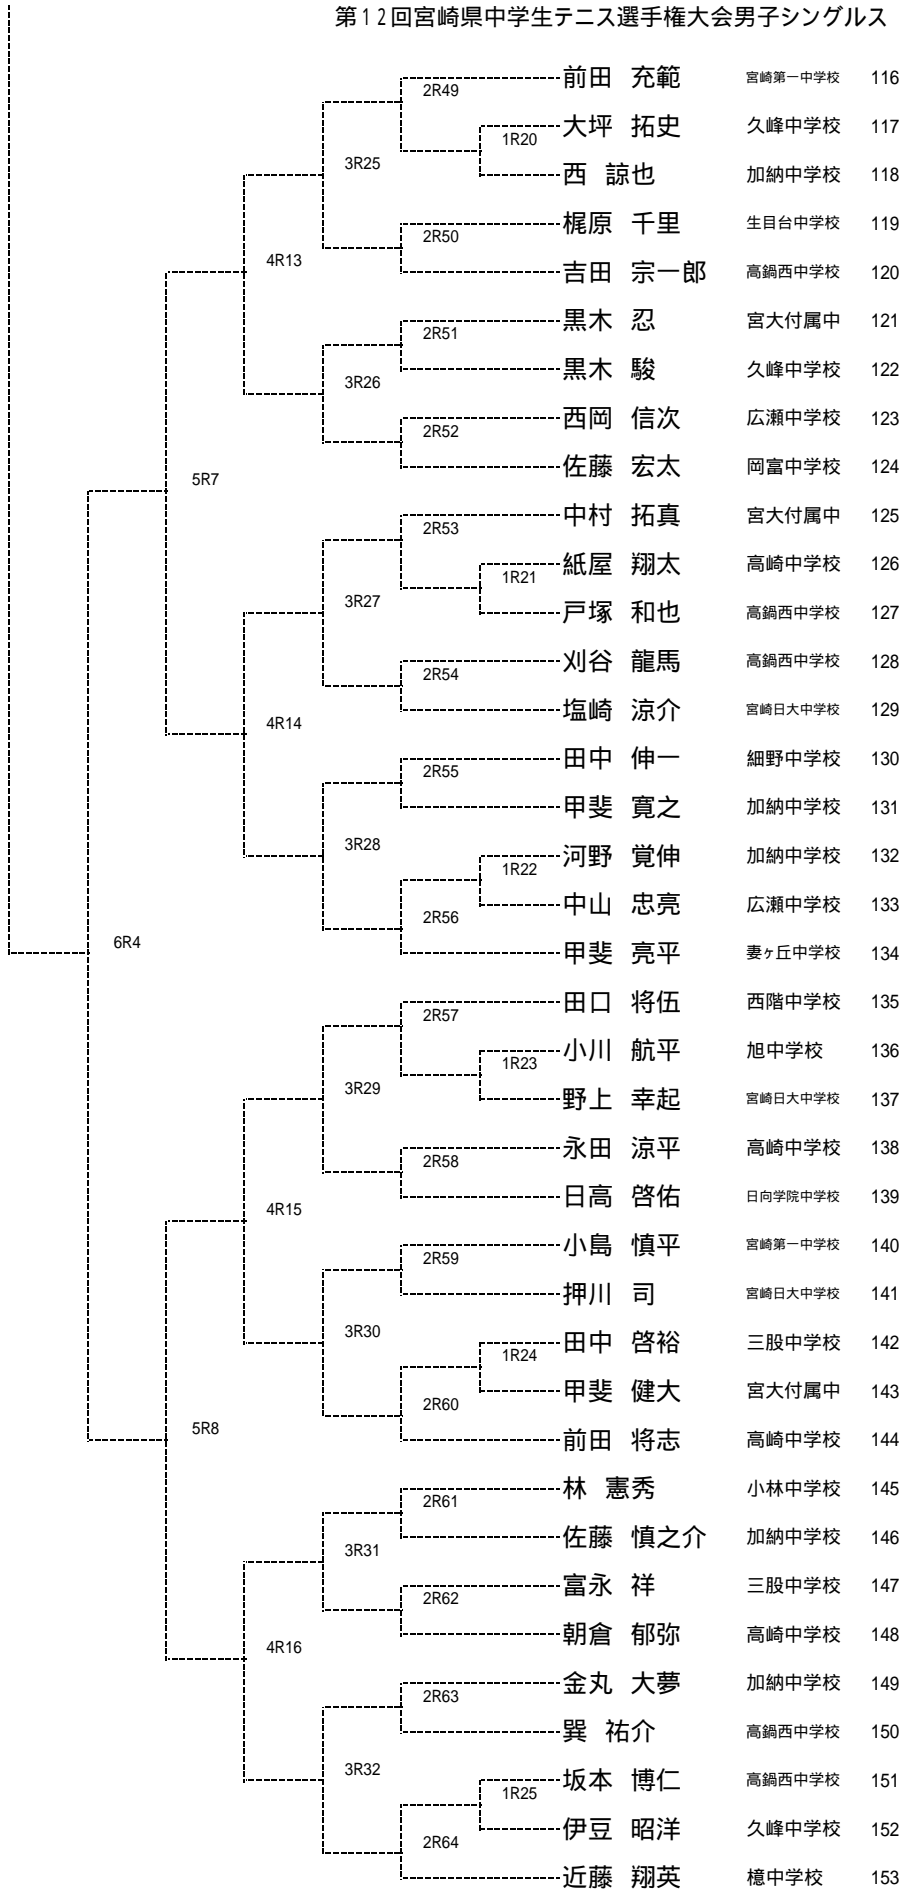 第12回宮崎県中学生テニス選手権大会男子シングルス
前田 充範 宮崎第一中学校 116
2R49
大坪 拓史 久峰中学校 117
1R20
3R25
西 諒也 加納中学校 118
梶原 千里 生目台中学校 119
2R50
4R13
吉田 宗一郎 高鍋西中学校 120
黒木 忍 宮大付属中 121
2R51
黒木 駿 久峰中学校 122
3R26
西岡 信次 広瀬中学校 123
2R52
佐藤 宏太 岡富中学校 124
5R7
中村 拓真 宮大付属中 125
2R53
紙屋 翔太 高崎中学校 126
1R21
3R27
戸塚 和也 高鍋西中学校 127
刈谷 龍馬 高鍋西中学校 128
2R54
塩崎 涼介 宮崎日大中学校 129
4R14
田中 伸一 細野中学校 130
2R55
甲斐 寛之 加納中学校 131
3R28
河野 覚伸 加納中学校 132
1R22
中山 忠亮 広瀬中学校 133
2R56
6R4
甲斐 亮平 妻ヶ丘中学校 134
田口 将伍 西階中学校 135
2R57
小川 航平 旭中学校 136
1R23
3R29
野上 幸起 宮崎日大中学校 137
永田 涼平 高崎中学校 138
2R58
日高 啓佑 日向学院中学校 139
4R15
小島 慎平 宮崎第一中学校 140
2R59
押川 司 宮崎日大中学校 141
3R30
田中 啓裕 三股中学校 142
1R24
甲斐 健大 宮大付属中 143
2R60
5R8
前田 将志 高崎中学校 144
林 憲秀 小林中学校 145
2R61
佐藤 慎之介 加納中学校 146
3R31
富永 祥 三股中学校 147
2R62
朝倉 郁弥 高崎中学校 148
4R16
金丸 大夢 加納中学校 149
2R63
巽 祐介 高鍋西中学校 150
3R32
坂本 博仁 高鍋西中学校 151
1R25
伊豆 昭洋 久峰中学校 152
2R64
近藤 翔英 檍中学校 153